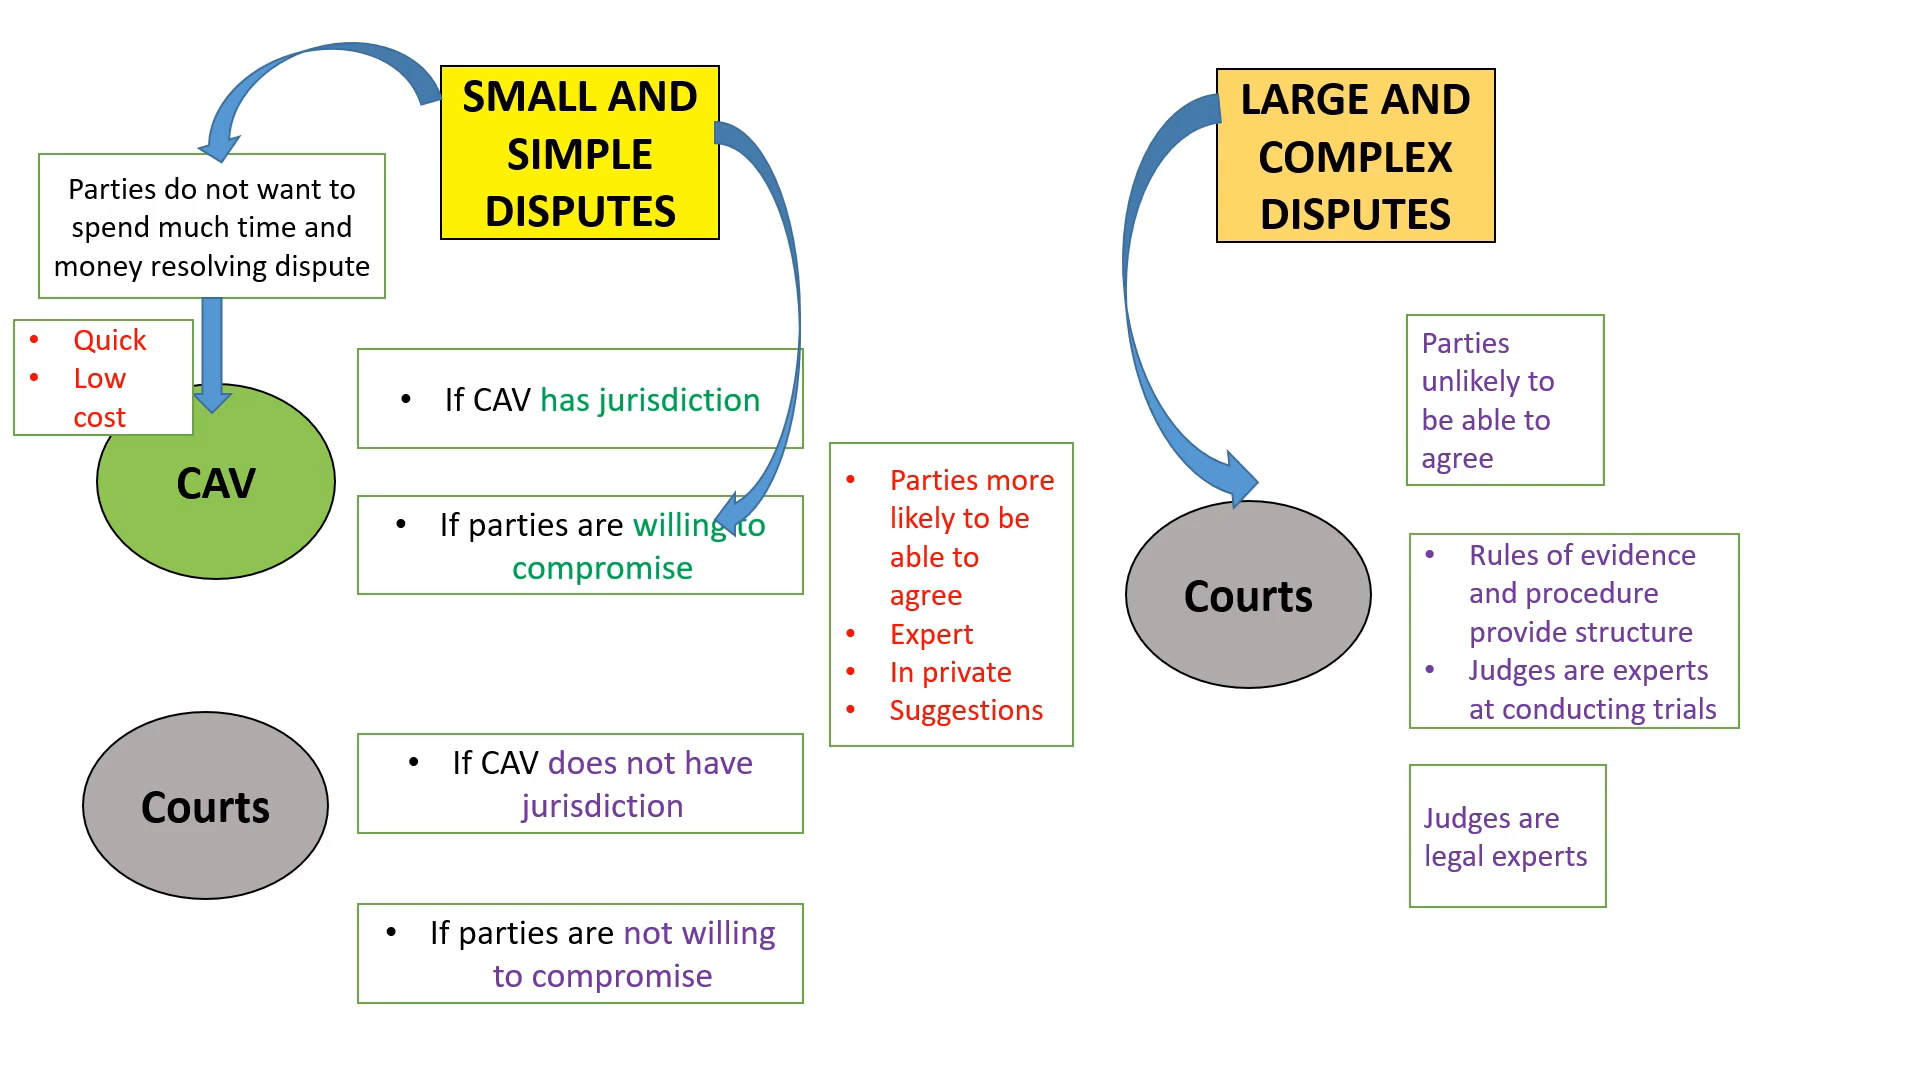 SMALL AND
SIMPLE
DISPUTES
Parties do not want to
spend much time and
money resolving dispute
• Quick
• Low
cost
CAV
• If CAV has jurisdiction
• If parties are willing to
compromise
• Parties more
likely to be
able to
agree
• Expert
• In private
• Suggestions
Courts
• If CAV does not have
jurisdiction
• If parties are not willing
to compromise
LARGE AND
COMPLEX
DISPUTES
Courts
Parties
unlikely to
be able to
agree
• Rules of evidence
and procedure
provide structure
• Judges are experts
at conducting trials
Judges are
legal experts